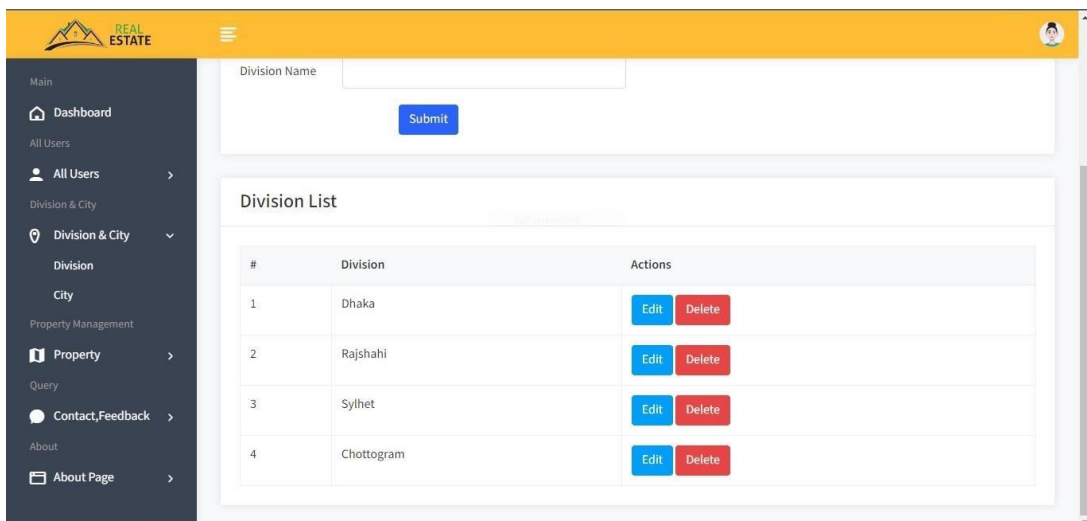 REAL
ESTATE
Main
Dashboard
All Users
All Users
Division & City
Division & City
Division
City
Property Management
Property
Query
Contact,Feedback
About
About Page
Division Name
Submit
Division List
# Division Actions
1 Dhaka Edit Delete
2 Rajshahi Edit Delete
3 Sylhet Edit Delete
4 Chottogram Edit Delete